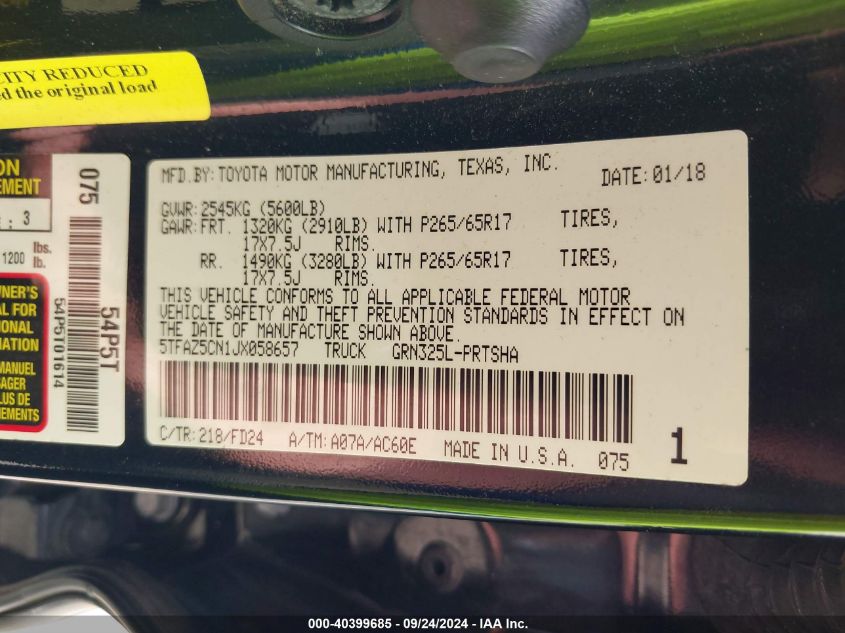 CITY REDUCED
the original load
075
: 3
1200 lbs. lb.
54P5T
54P5T01614
MANUEL
MFD.BY:TOYOTA MOTOR MANUFACTURING, TEXAS, INC. DATE:01/18
GVWR:2545KG (5600LB)
GAWR:FRT. 1320KG (2910LB) WITH P265/65R17 TIRES,
17X7.5J RIMS.
RR. 1490KG (3280LB) WITH P265/65R17 TIRES,
17X7.5J RIMS.
THIS VEHICLE CONFORMS TO ALL APPLICABLE FEDERAL MOTOR
VEHICLE SAFETY AND THEFT PREVENTION STANDARDS IN EFFECT ON
THE DATE OF MANUFACTURE SHOWN ABOVE.
5TFAZ5CN1JX058657 TRUCK GRN325L-PRTSHA
C/TR:218/FD24 A/TM:A07A/AC60E MADE IN U.S.A. 075 1
000-40399685 - 09/24/2024 - IAA Inc.